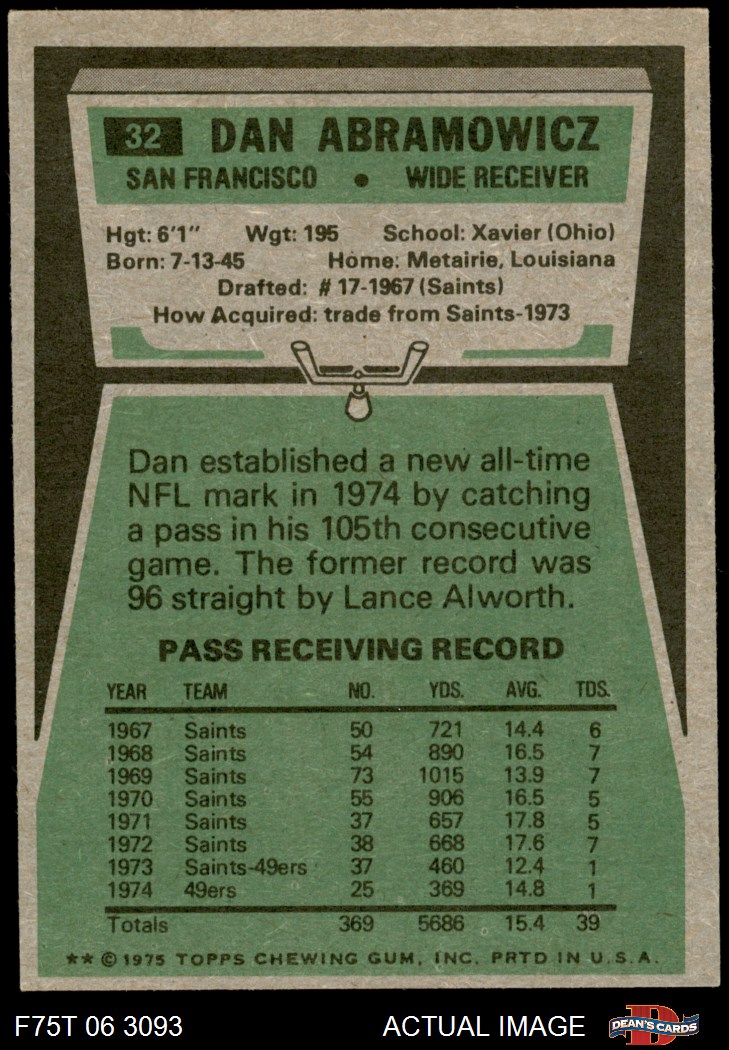 32 DAN ABRAMOWICZ
SAN FRANCISCO • WIDE RECEIVER
Hgt: 6'1" Wgt: 195 School: Xavier (Ohio)
Born: 7-13-45 Home: Metairie, Louisiana
Drafted: # 17-1967 (Saints)
How Acquired: trade from Saints-1973
Dan established a new all-time
NFL mark in 1974 by catching
a pass in his 105th consecutive
game. The former record was
96 straight by Lance Alworth.
PASS RECEIVING RECORD
YEAR TEAM NO. YDS. AVG. TDS.
1967 Saints 50 721 14.4 6
1968 Saints 54 890 16.5 7
1969 Saints 73 1015 13.9 7
1970 Saints 55 906 16.5 5
1971 Saints 37 657 17.8 5
1972 Saints 38 668 17.6 7
1973 Saints-49ers 37 460 12.4 1
1974 49ers 25 369 14.8 1
Totals 369 5686 15.4 39
** © 1975 TOPPS CHEWING GUM, INC. PRTD IN U.S.A.
F75T 06 3093 ACTUAL IMAGE D DEAN'S CARDS